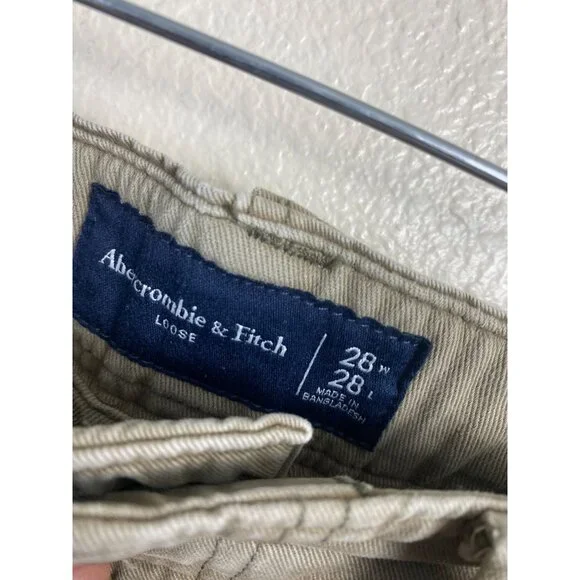 Abercrombie & Fitch
LOOSE
28 W
28 L
MADE IN
BANGLADESH